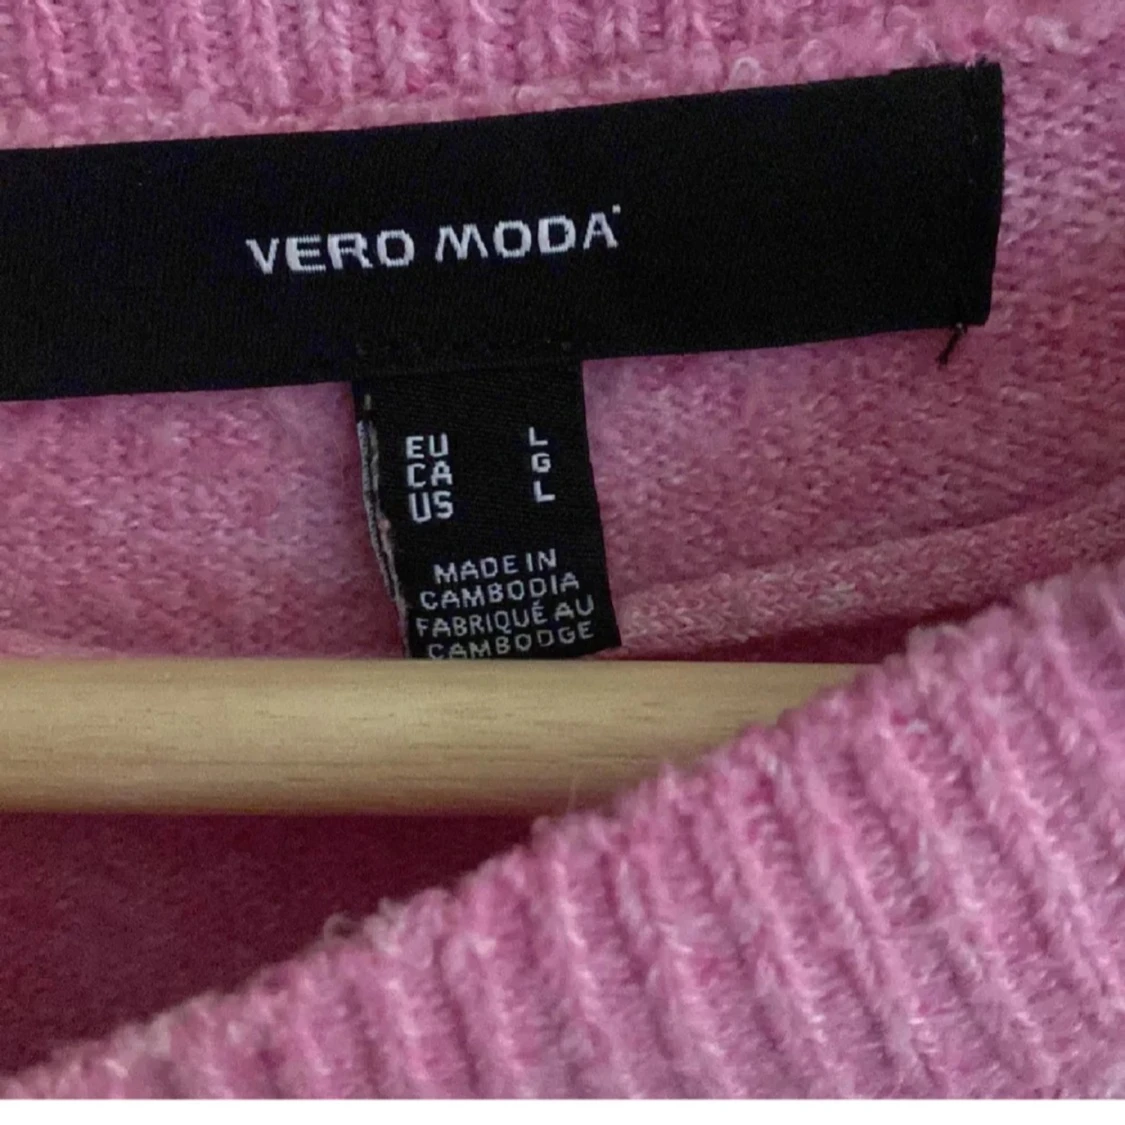 VERO MODA
EU L
CA G
US L
MADE IN
CAMBODIA
FABRIQUÉ AU
CAMBODGE